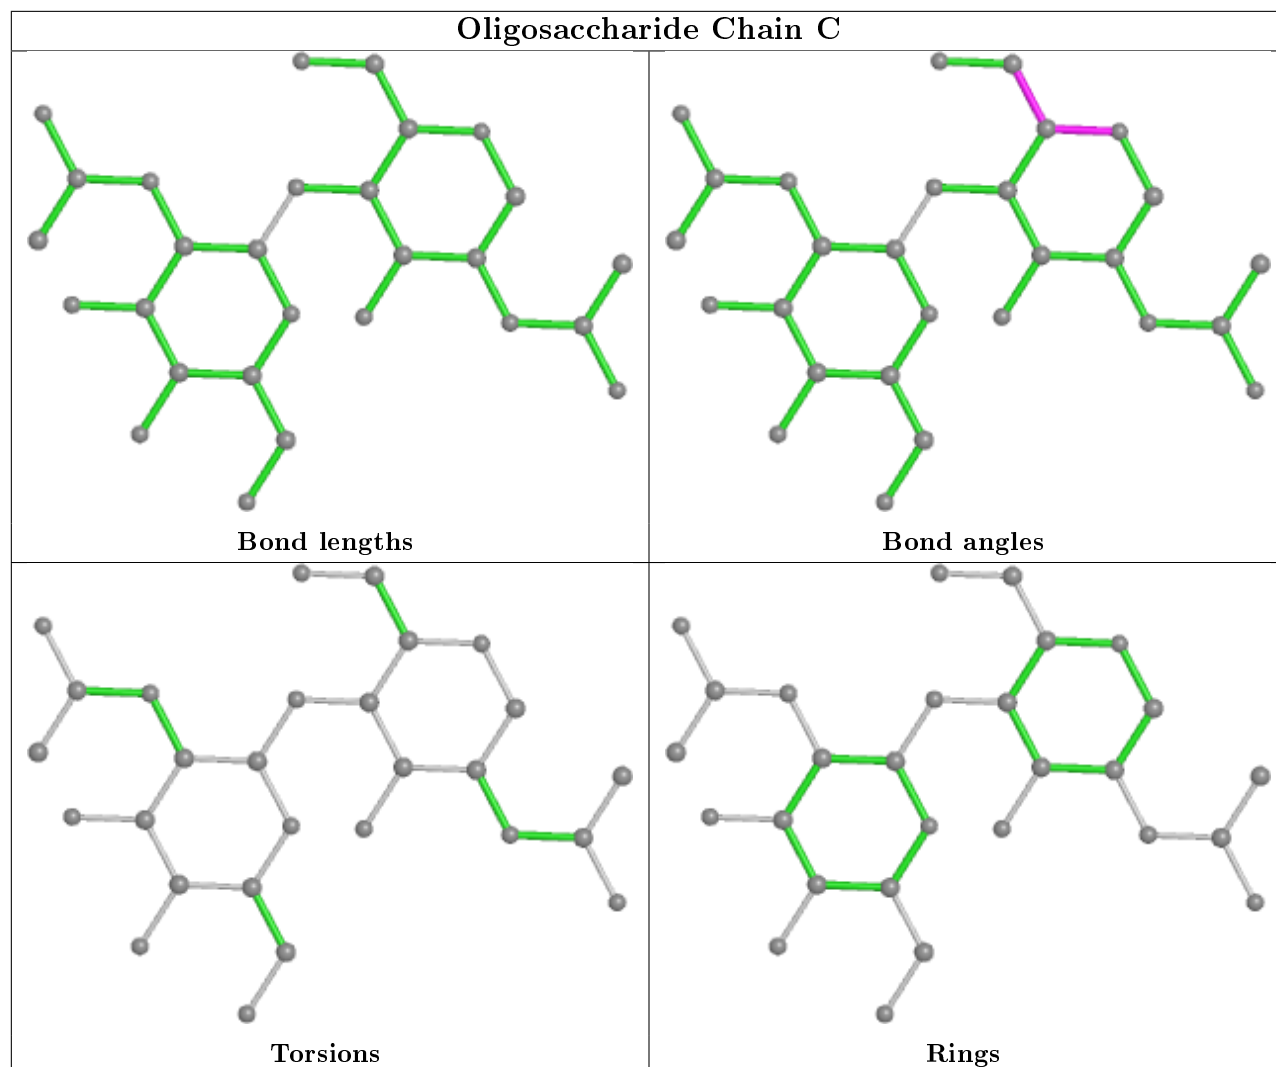 Oligosaccharide Chain C
Bond lengths
Bond angles
Torsions
Rings